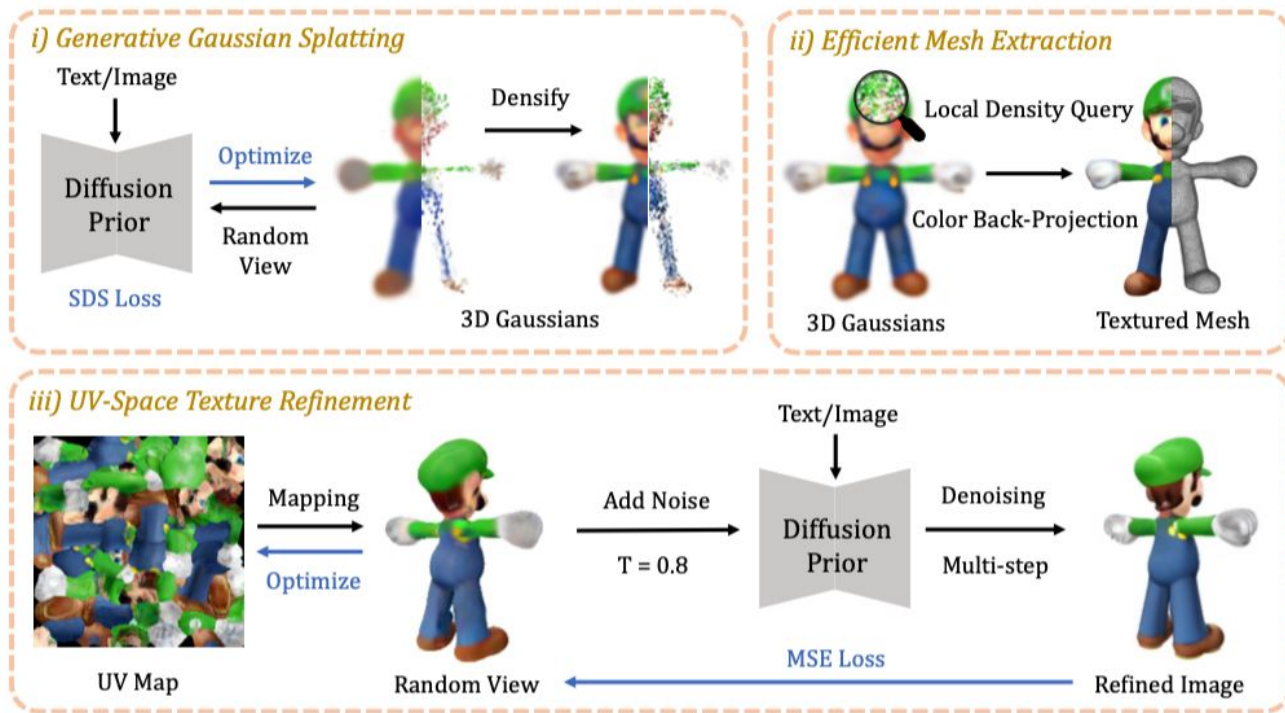 i) Generative Gaussian Splatting
Text/Image
Diffusion
Prior
SDS Loss
Optimize
Random
View
Densify
3D Gaussians
ii) Efficient Mesh Extraction
Local Density Query
Color Back-Projection
3D Gaussians
Textured Mesh
iii) UV-Space Texture Refinement
UV Map
Mapping
Optimize
Random View
Add Noise
T = 0.8
Text/Image
Diffusion
Prior
MSE Loss
Denoising
Multi-step
Refined Image